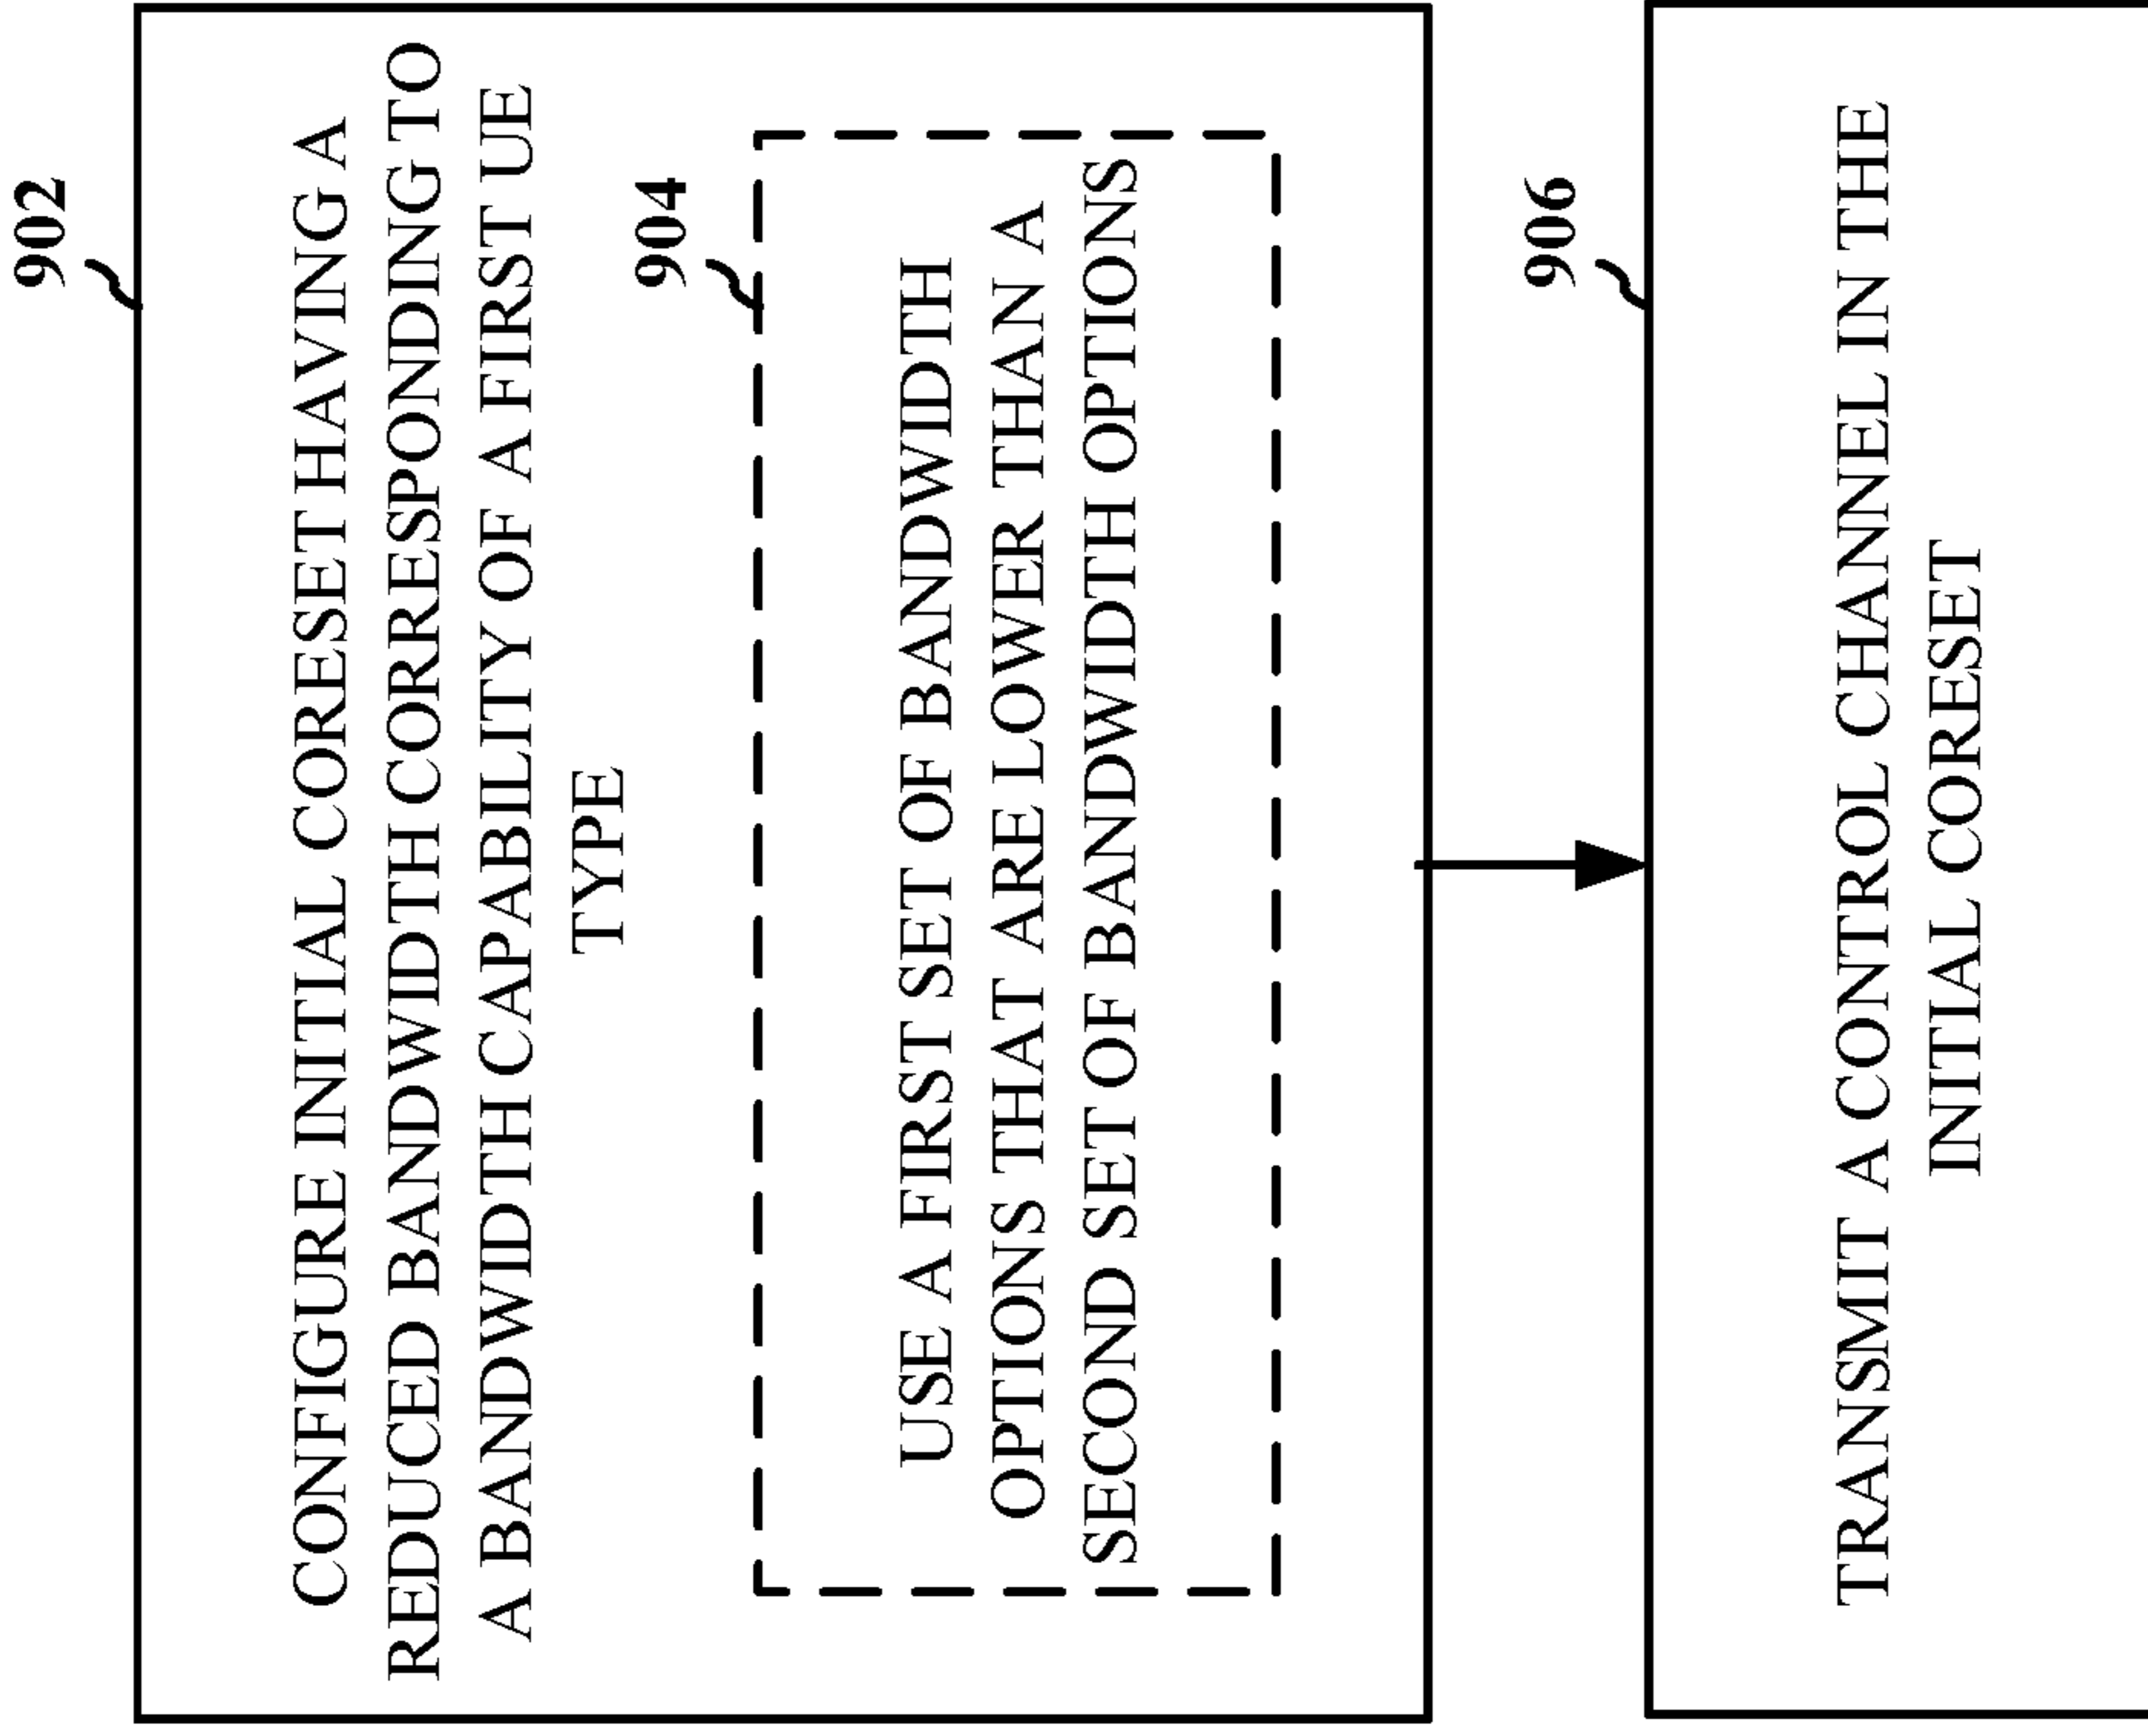 902
CONFIGURE INITIAL CORESET HAVING A
REDUCED BANDWIDTH CORRESPONDING TO
A BANDWIDTH CAPABILITY OF A FIRST UE
TYPE
904
USE A FIRST SET OF BANDWIDTH
OPTIONS THAT ARE LOWER THAN A
SECOND SET OF BANDWIDTH OPTIONS
906
TRANSMIT A CONTROL CHANNEL IN THE
INITIAL CORESET